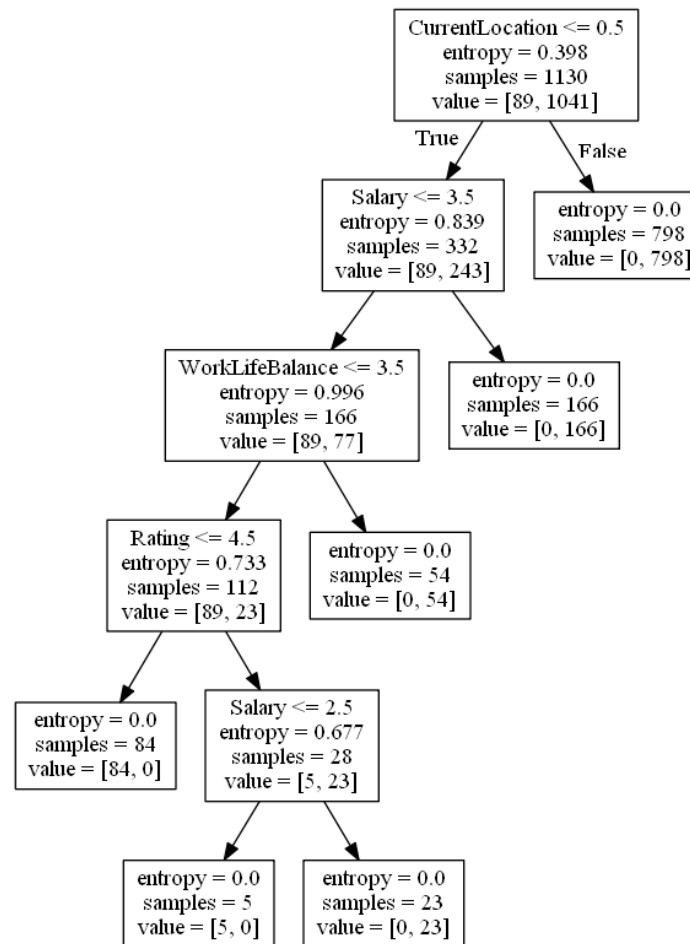 CurrentLocation <= 0.5
entropy = 0.398
samples = 1130
value = [89, 1041]
True
False
Salary <= 3.5
entropy = 0.839
samples = 332
value = [89, 243]
entropy = 0.0
samples = 798
value = [0, 798]
WorkLifeBalance <= 3.5
entropy = 0.996
samples = 166
value = [89, 77]
entropy = 0.0
samples = 166
value = [0, 166]
Rating <= 4.5
entropy = 0.733
samples = 112
value = [89, 23]
entropy = 0.0
samples = 54
value = [0, 54]
entropy = 0.0
samples = 84
value = [84, 0]
Salary <= 2.5
entropy = 0.677
samples = 28
value = [5, 23]
entropy = 0.0
samples = 5
value = [5, 0]
entropy = 0.0
samples = 23
value = [0, 23]